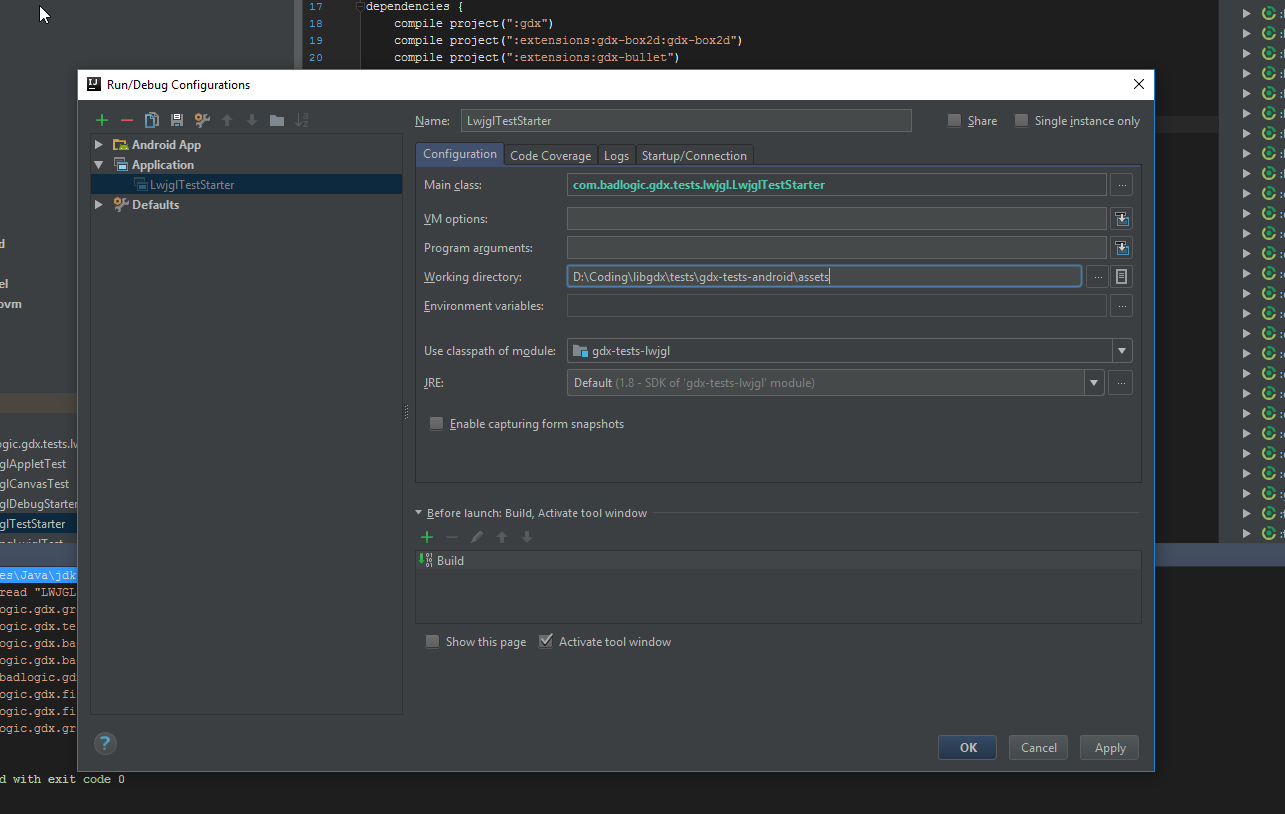 17 dependencies {
18 compile project(":gdx")
19 compile project(":extensions:gdx-box2d:gdx-box2d")
20 compile project(":extensions:gdx-bullet")
Run/Debug Configurations
Name: LwjglTestStarter
Share
Single instance only
Android App
Application
LwjglTestStarter
Defaults
Configuration
Code Coverage
Logs
Startup/Connection
Main class: com.badlogic.gdx.tests.lwjgl.LwjglTestStarter ...
VM options:
Program arguments:
Working directory: D:\Coding\libgdx\tests\gdx-tests-android\assets ...
Environment variables: ...
Use classpath of module: gdx-tests-lwjgl
JRE: Default (1.8 - SDK of 'gdx-tests-lwjgl' module) ...
Enable capturing form snapshots
Before launch: Build, Activate tool window
Build
Show this page
Activate tool window
?
OK
Cancel
Apply
d
el
ovm
ogic.gdx.tests.lw
glAppletTest
glCanvasTest
glDebugStarter
glTestStarter
es\Java\jdk
read "LWJGL
ogic.gdx.gr
ogic.gdx.te
ogic.gdx.ba
ogic.gdx.ba
badlogic.gd
ogic.gdx.fi
ogic.gdx.fi
ogic.gdx.gr
d with exit code 0